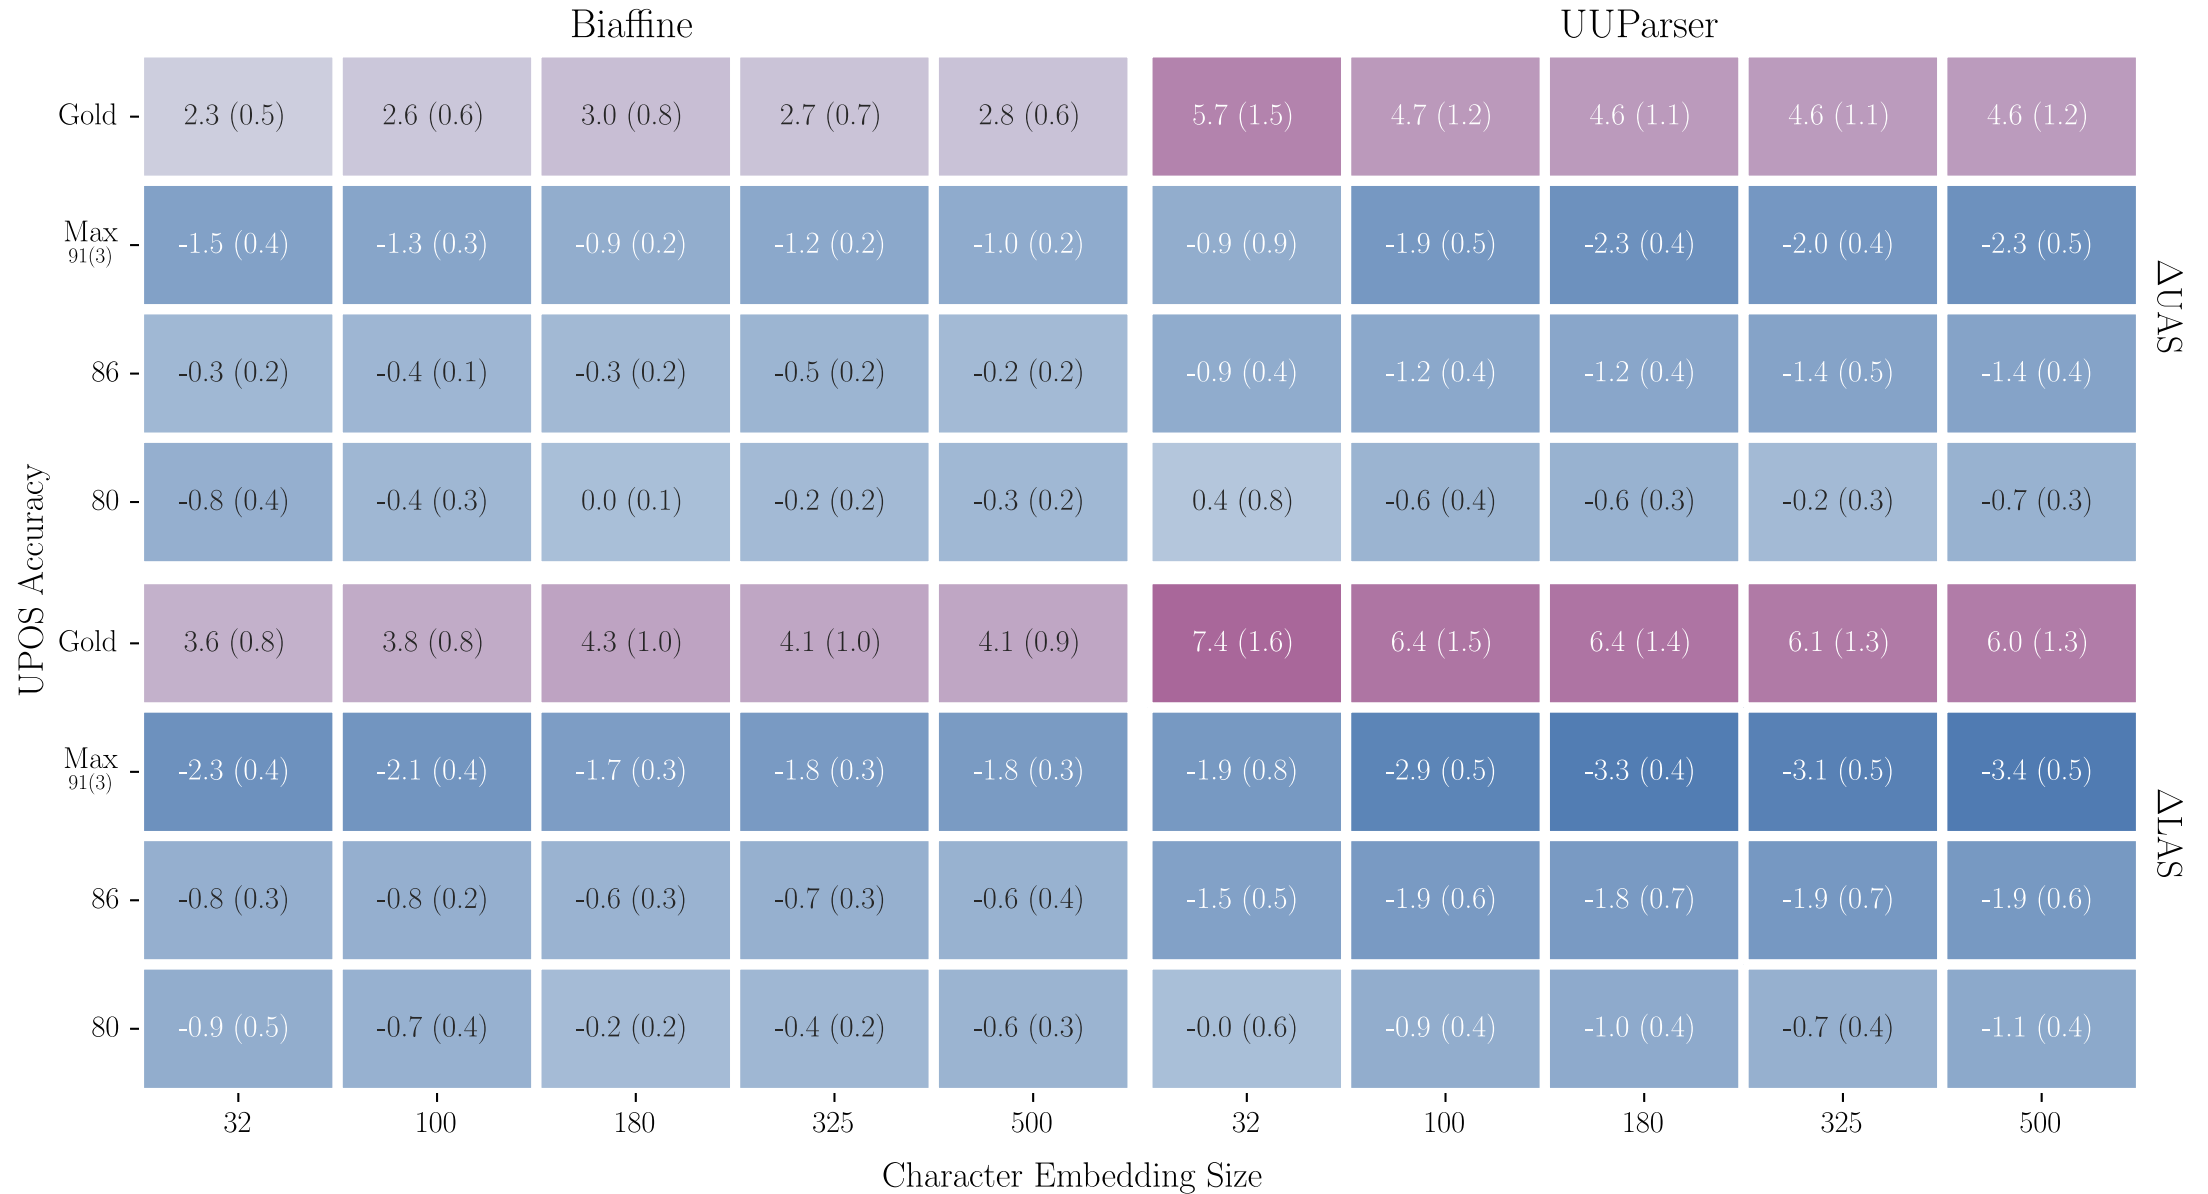 Biaffine UUParser
Gold 2.3 (0.5) 2.6 (0.6) 3.0 (0.8) 2.7 (0.7) 2.8 (0.6) 5.7 (1.5) 4.7 (1.2) 4.6 (1.1) 4.6 (1.1) 4.6 (1.2)
Max 91(3) -1.5 (0.4) -1.3 (0.3) -0.9 (0.2) -1.2 (0.2) -1.0 (0.2) -0.9 (0.9) -1.9 (0.5) -2.3 (0.4) -2.0 (0.4) -2.3 (0.5)
86 -0.3 (0.2) -0.4 (0.1) -0.3 (0.2) -0.5 (0.2) -0.2 (0.2) -0.9 (0.4) -1.2 (0.4) -1.2 (0.4) -1.4 (0.5) -1.4 (0.4)
80 -0.8 (0.4) -0.4 (0.3) 0.0 (0.1) -0.2 (0.2) -0.3 (0.2) 0.4 (0.8) -0.6 (0.4) -0.6 (0.3) -0.2 (0.3) -0.7 (0.3)
ΔUAS
UPOS Accuracy
Gold 3.6 (0.8) 3.8 (0.8) 4.3 (1.0) 4.1 (1.0) 4.1 (0.9) 7.4 (1.6) 6.4 (1.5) 6.4 (1.4) 6.1 (1.3) 6.0 (1.3)
Max 91(3) -2.3 (0.4) -2.1 (0.4) -1.7 (0.3) -1.8 (0.3) -1.8 (0.3) -1.9 (0.8) -2.9 (0.5) -3.3 (0.4) -3.1 (0.5) -3.4 (0.5)
86 -0.8 (0.3) -0.8 (0.2) -0.6 (0.3) -0.7 (0.3) -0.6 (0.4) -1.5 (0.5) -1.9 (0.6) -1.8 (0.7) -1.9 (0.7) -1.9 (0.6)
80 -0.9 (0.5) -0.7 (0.4) -0.2 (0.2) -0.4 (0.2) -0.6 (0.3) -0.0 (0.6) -0.9 (0.4) -1.0 (0.4) -0.7 (0.4) -1.1 (0.4)
ΔLAS
32 100 180 325 500 32 100 180 325 500
Character Embedding Size